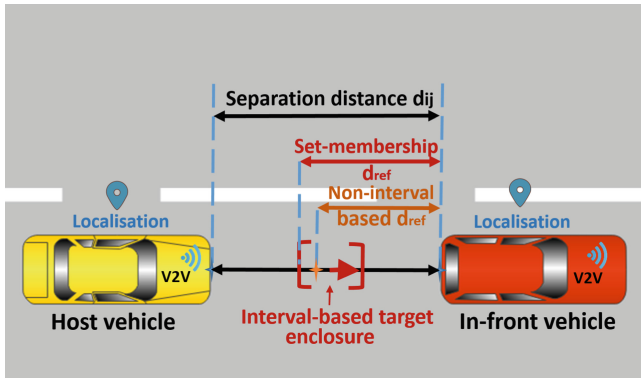 Separation distance dij
Set-membership
dref
Non-interval
based dref
Localisation
Localisation
V2V
V2V
Host vehicle
In-front vehicle
Interval-based target
enclosure